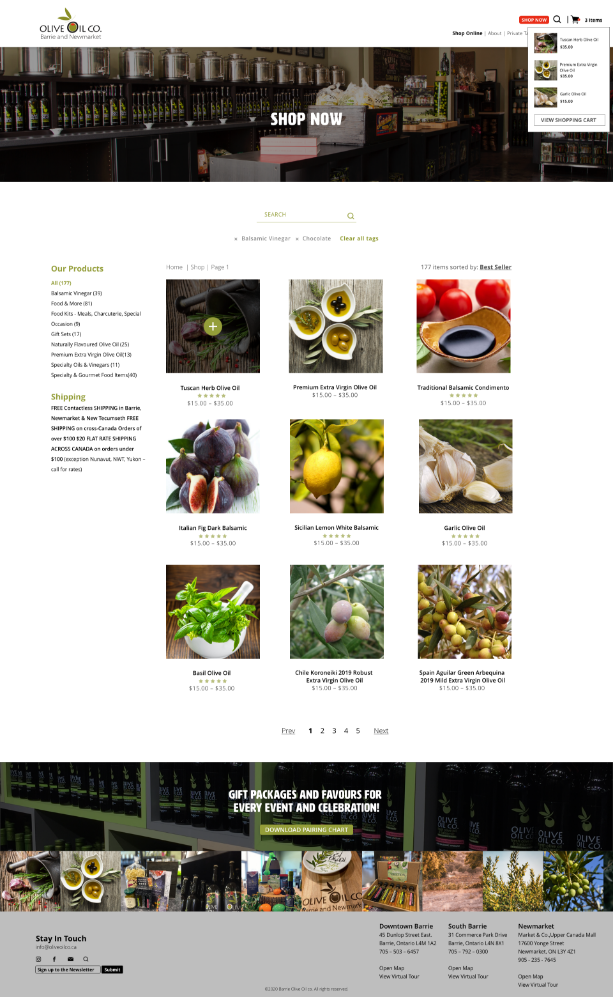 OLIVE OIL CO.
Barrie and Newmarket
SHOP NOW
3 items
Shop Online | About | Private
Tuscan Herb Olive Oil
$35.00
Premium Extra Virgin
Olive Oil
$35.00
Garlic Olive Oil
$15.00
VIEW SHOPPING CART
SHOP NOW
SEARCH
× Balsamic Vinegar × Chocolate Clear all tags
Our Products
All (177)
Balsamic Vinegar (39)
Food & More (81)
Food Kits - Meals, Charcuterie, Special
Occasion (9)
Gift Sets (17)
Naturally Flavoured Olive Oil (25)
Premium Extra Virgin Olive Oil(13)
Specialty Oils & Vinegars (11)
Specialty & Gourmet Food Items(40)
Shipping
FREE Contactless SHIPPING in Barrie,
Newmarket & New Tecumseth FREE
SHIPPING on cross-Canada Orders of
over $100 $20 FLAT RATE SHIPPING
ACROSS CANADA on orders under
$100 (exception Nunavut, NWT, Yukon –
call for rates)
Home | Shop | Page 1
177 items sorted by: Best Seller
Tuscan Herb Olive Oil
$15.00 – $35.00
Premium Extra Virgin Olive Oil
$15.00 – $35.00
Traditional Balsamic Condimento
$15.00 – $35.00
Italian Fig Dark Balsamic
$15.00 – $35.00
Sicilian Lemon White Balsamic
$15.00 – $35.00
Garlic Olive Oil
$15.00 – $35.00
Basil Olive Oil
$15.00 – $35.00
Chile Koroneiki 2019 Robust
Extra Virgin Olive Oil
$15.00 – $35.00
Spain Aguilar Green Arbequina
2019 Mild Extra Virgin Olive Oil
$15.00 – $35.00
Prev 1 2 3 4 5 Next
GIFT PACKAGES AND FAVOURS FOR
EVERY EVENT AND CELEBRATION!
DOWNLOAD PAIRING CHART
OLIVE OIL CO.
Barrie and Newmarket
Stay In Touch
info@oliveoilco.ca
Sign up to the Newsletter Submit
Downtown Barrie
45 Dunlop Street East,
Barrie, Ontario L4M 1A2
705 - 503 - 6457
Open Map
View Virtual Tour
South Barrie
31 Commerce Park Drive
Barrie, Ontario L4N 8X1
705 - 792 - 0300
Open Map
View Virtual Tour
Newmarket
Market & Co.,Upper Canada Mall
17600 Yonge Street
Newmarket, ON L3Y 4Z1
905 - 235 - 7645
Open Map
View Virtual Tour
©2020 Barrie Olive Oil co. All rights reserved